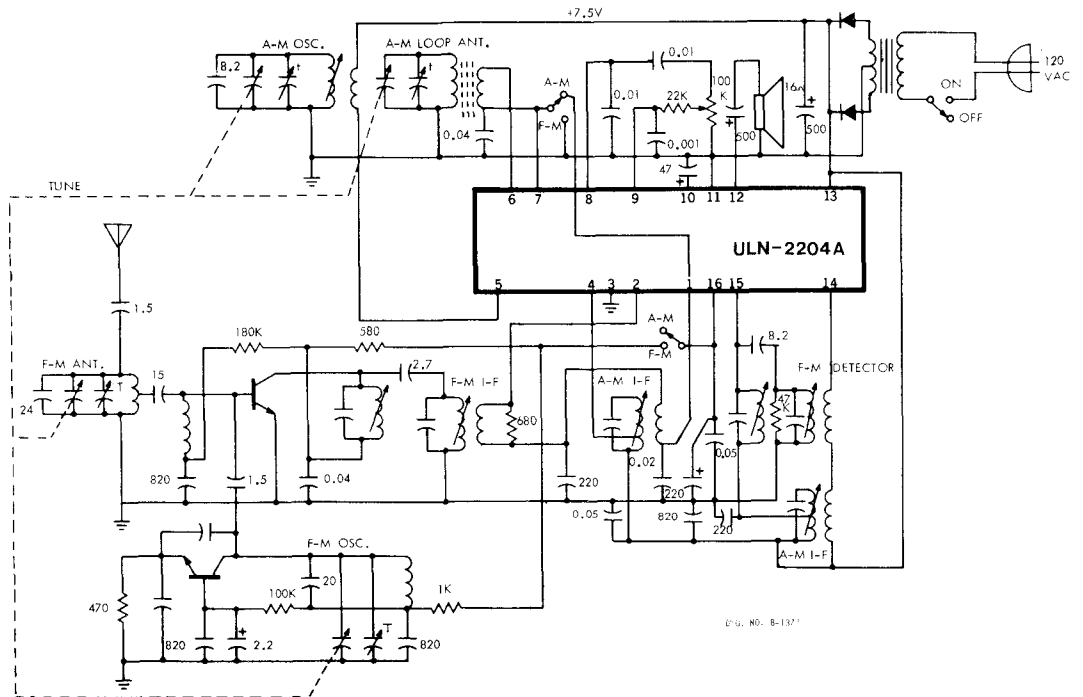 +7.5V
A-M OSC.
A-M LOOP ANT.
8.2
t
t
0.04
A-M
F-M
0.01
0.01
22K
100 K
0.001
47
+
500
+
16Ω
+
500
120 VAC
ON
OFF
TUNE
6 7 8 9 10 11 12 13
ULN-2204A
5 4 3 2 1 16 15 14
1.5
F-M ANT.
T
24
15
180K
580
2.7
F-M I-F
680
A-M
F-M
A-M I-F
8.2
F-M DETECTOR
47 K
0.05
820
1.5
0.04
220
0.02
220
+
820
0.05
220
A-M I-F
F-M OSC.
470
820
+
2.2
100K
20
T
820
1K
NO. B-1371